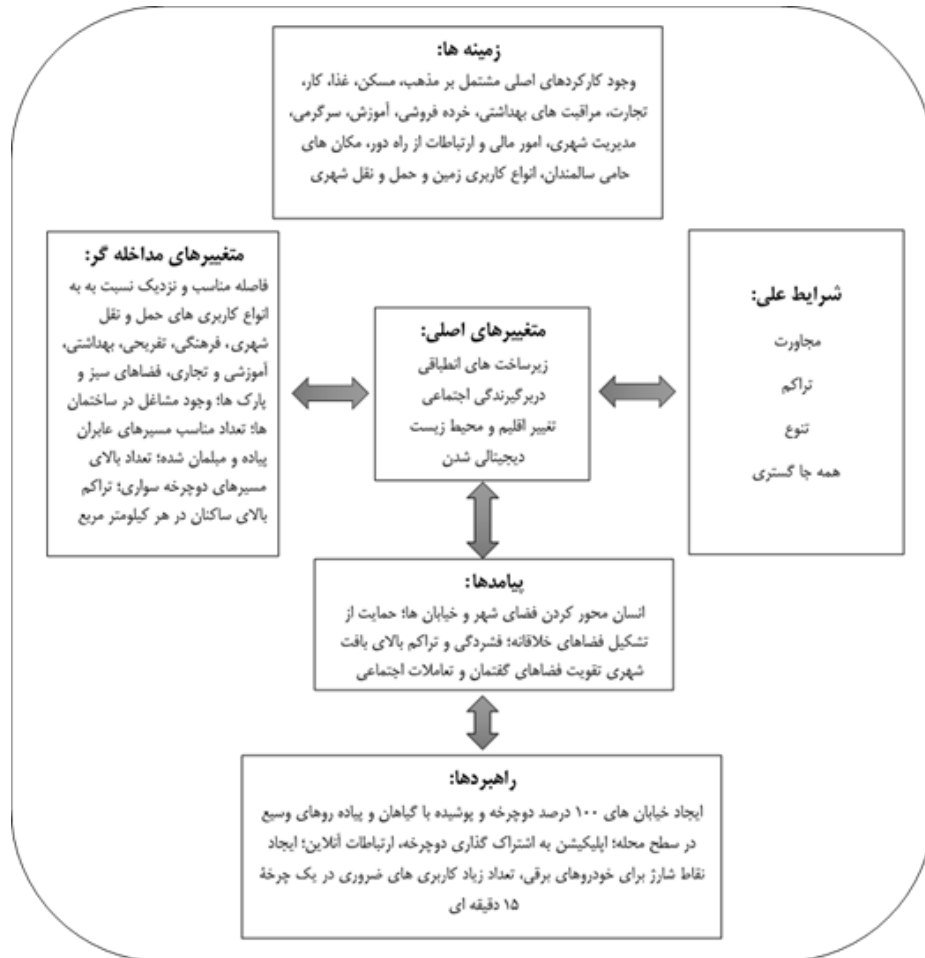 زمینه ها:
وجود کارکردهای اصلی مشتمل بر مذهب، مسکن، غذا، کار،
تجارت، مراقبت های بهداشتی، خرده فروشی، آموزش، سرگرمی،
مدیریت شهری، امور مالی و ارتباطات از راه دور، مکان های
حامی سالمندان، انواع کاربری زمین و حمل و نقل شهری
شرایط علی:
مجاورت
تراکم
تنوع
همه جا گستری
متغییرهای اصلی:
زیرساخت های انطباقی
دربرگیرندگی اجتماعی
تغییر اقلیم و محیط زیست
دیجیتالی شدن
متغییرهای مداخله گر:
فاصله مناسب و نزدیک نسبت به به
انواع کاربری های حمل و نقل
شهری، فرهنگی، تفریحی، بهداشتی،
آموزشی و تجاری، فضاهای سبز و
پارک ها؛ وجود مشاغل در ساختمان
ها؛ تعداد مناسب مسیرهای عابران
پیاده و مبلمان شده؛ تعداد بالای
مسیرهای دوچرخه سواری؛ تراکم
بالای ساکنان در هر کیلومتر مربع
پیامدها:
انسان محور کردن فضای شهر و خیابان ها؛ حمایت از
تشکیل فضاهای خلاقانه؛ فشردگی و تراکم بالای بافت
شهری تقویت فضاهای گفتمان و تعاملات اجتماعی
راهبردها:
ایجاد خیابان های ۱۰۰ درصد دوچرخه و پوشیده با گیاهان و پیاده روهای وسیع
در سطح محله؛ اپلیکیشن به اشتراک گذاری دوچرخه، ارتباطات آنلاین؛ ایجاد
نقاط شارژ برای خودروهای برقی، تعداد زیاد کاربری های ضروری در یک چرخهٔ
۱۵ دقیقه ای